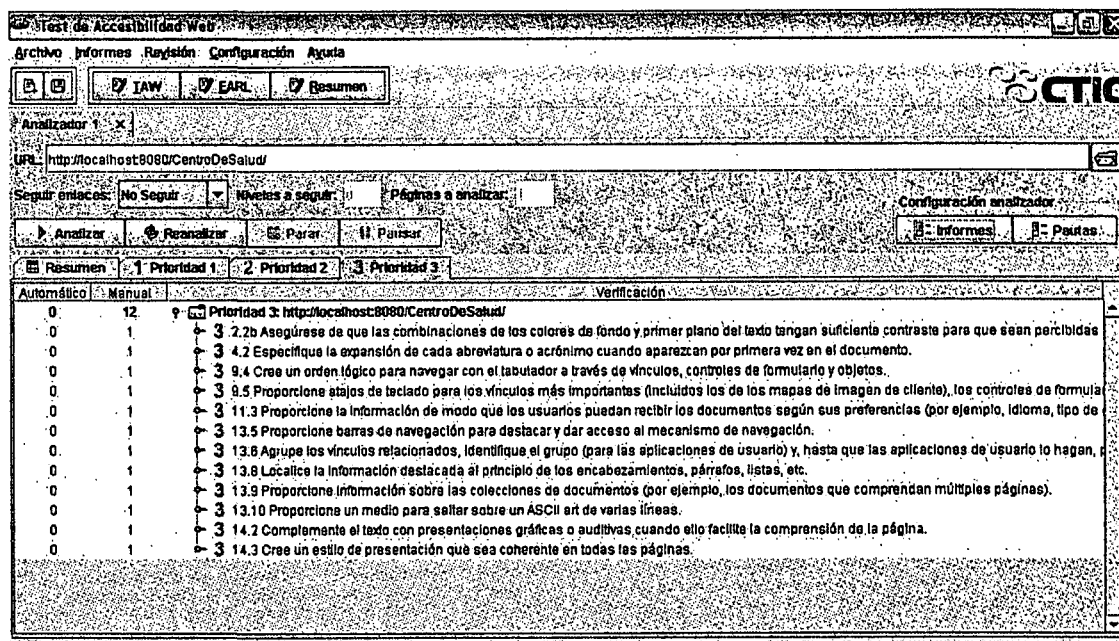 Test de Accesibilidad Web
Archivo Informes Revisión Configuración Ayuda
TAW EARL Resumen
CTIC
Analizador 1 x
URL: http://localhost:8080/CentroDeSalud/
Seguir enlaces: No Seguir Niveles a seguir: 0 Páginas a analizar:
Configuración analizador
Analizar Reanalizar Parar Pausar Informes Pautas
Resumen 1 Prioridad 1 2 Prioridad 2 3 Prioridad 3
Automático Manual Verificación
0 12 Prioridad 3: http://localhost:8080/CentroDeSalud/
0 1 3 2.2b Asegúrese de que las combinaciones de los colores de fondo y primer plano del texto tengan suficiente contraste para que sean percibidas
0 1 3 4.2 Especifique la expansión de cada abreviatura o acrónimo cuando aparezcan por primera vez en el documento.
0 1 3 9.4 Cree un orden lógico para navegar con el tabulador a través de vínculos, controles de formulario y objetos.
0 1 3 9.5 Proporcione atajos de teclado para los vínculos más importantes (incluidos los de los mapas de imagen de cliente), los controles de formula
0 1 3 11.3 Proporcione la información de modo que los usuarios puedan recibir los documentos según sus preferencias (por ejemplo, idioma, tipo de
0 1 3 13.5 Proporcione barras de navegación para destacar y dar acceso al mecanismo de navegación.
0 1 3 13.6 Agrupe los vínculos relacionados, identifique el grupo (para las aplicaciones de usuario) y, hasta que las aplicaciones de usuario lo hagan,
0 1 3 13.8 Localice la información destacada al principio de los encabezamientos, párrafos, listas, etc.
0 1 3 13.9 Proporcione información sobre las colecciones de documentos (por ejemplo, los documentos que comprendan múltiples páginas).
0 1 3 13.10 Proporcione un medio para saltar sobre un ASCII art de varias líneas.
0 1 3 14.2 Complemente el texto con presentaciones gráficas o auditivas cuando ello facilite la comprensión de la página.
0 1 3 14.3 Cree un estilo de presentación que sea coherente en todas las páginas.